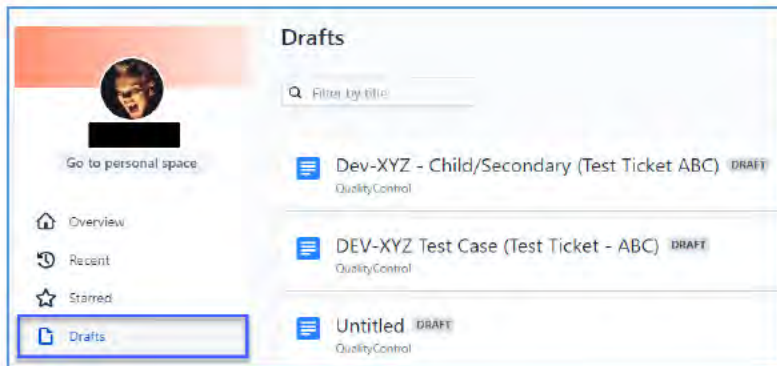 Drafts
Filter by title
Go to personal space
Dev-XYZ - Child/Secondary (Test Ticket ABC) DRAFT
QualityControl
Overview
DEV-XYZ Test Case (Test Ticket - ABC) DRAFT
QualityControl
Recent
Starred
Untitled DRAFT
QualityControl
Drafts